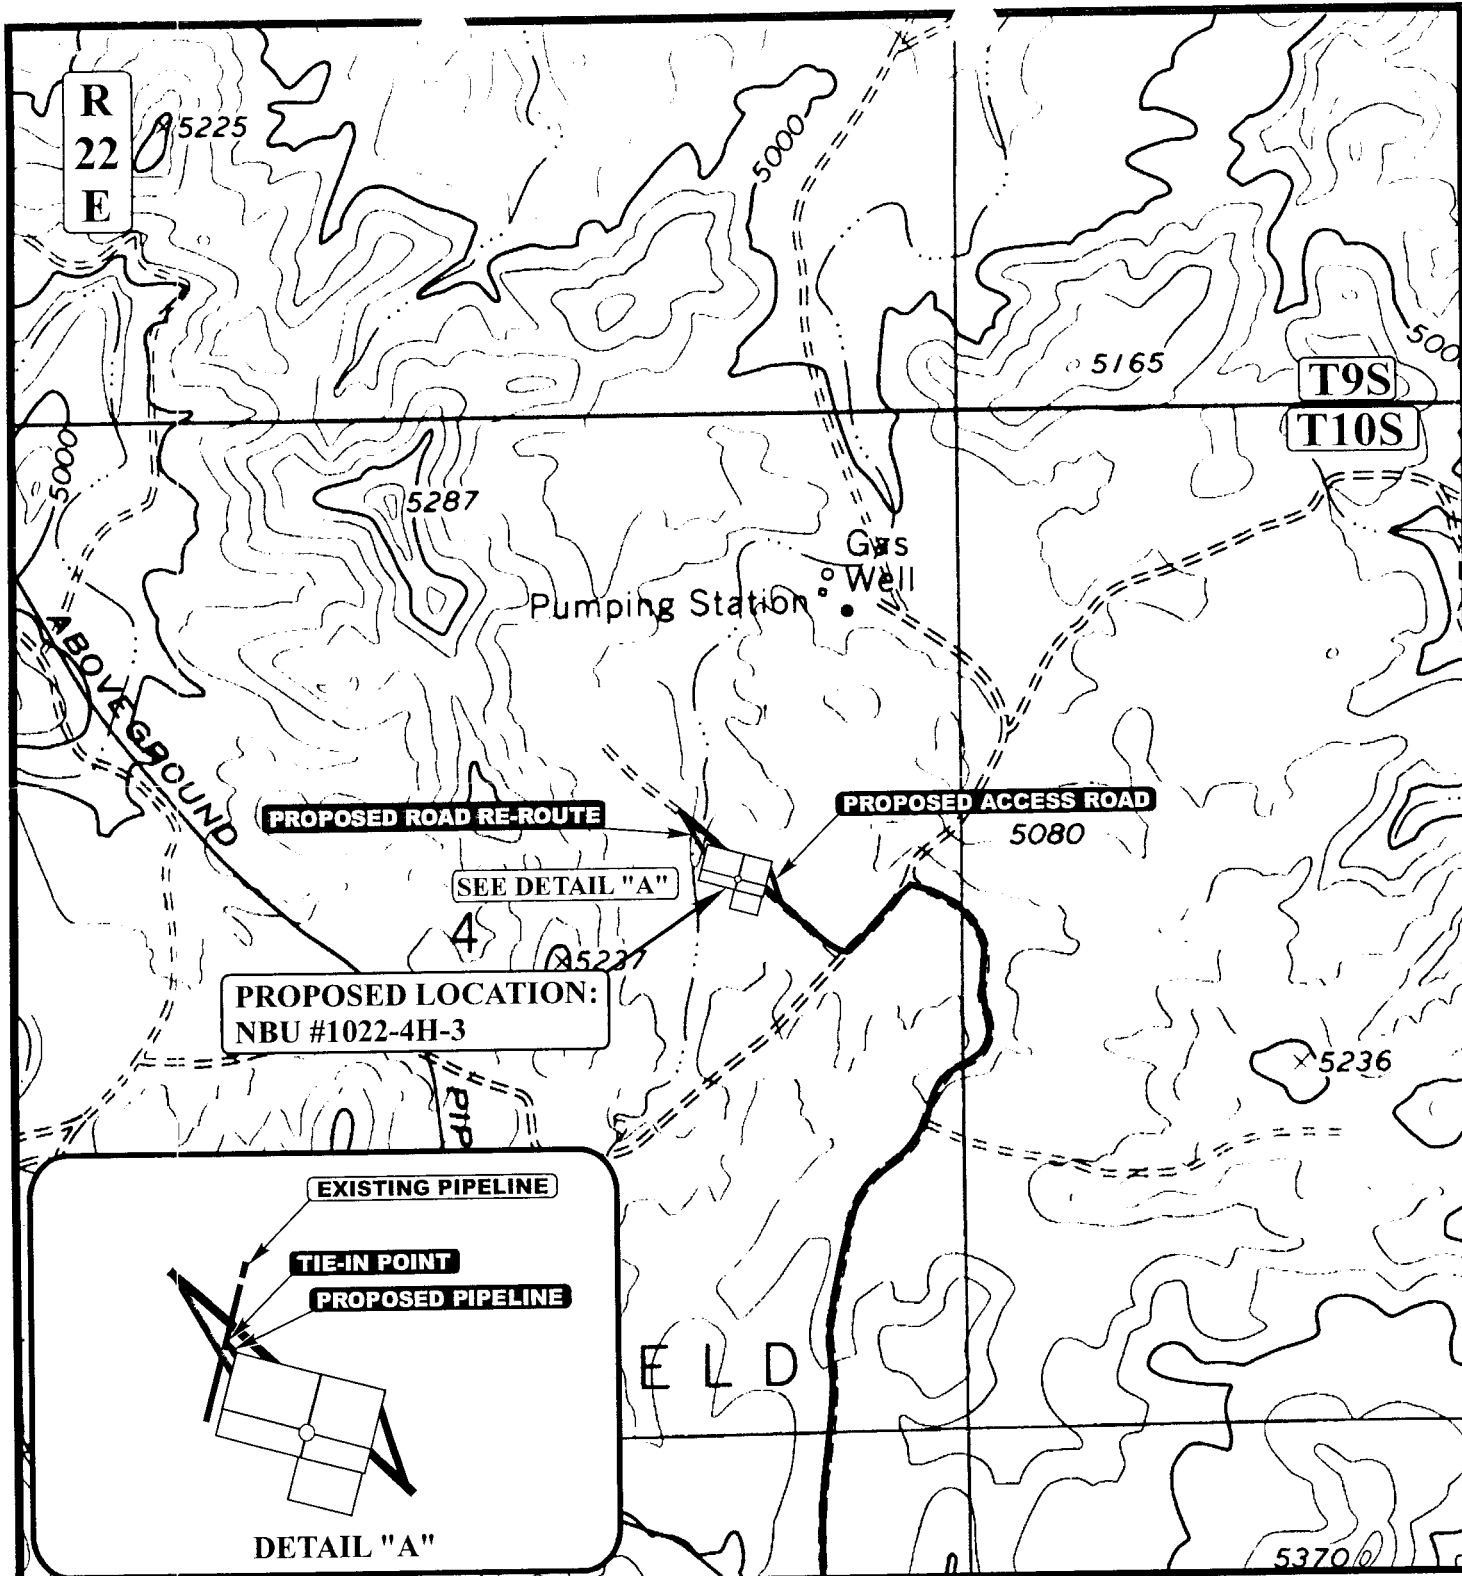 R
22
E
5225
5000
5165
500
T9S
T10S
5000
5287
Gas
Well
Pumping Station
ABOVE GROUND
PROPOSED ROAD RE-ROUTE
PROPOSED ACCESS ROAD
5080
SEE DETAIL "A"
4
5237
PROPOSED LOCATION:
NBU #1022-4H-3
5236
PIP
EXISTING PIPELINE
TIE-IN POINT
PROPOSED PIPELINE
ELD
DETAIL "A"
5370